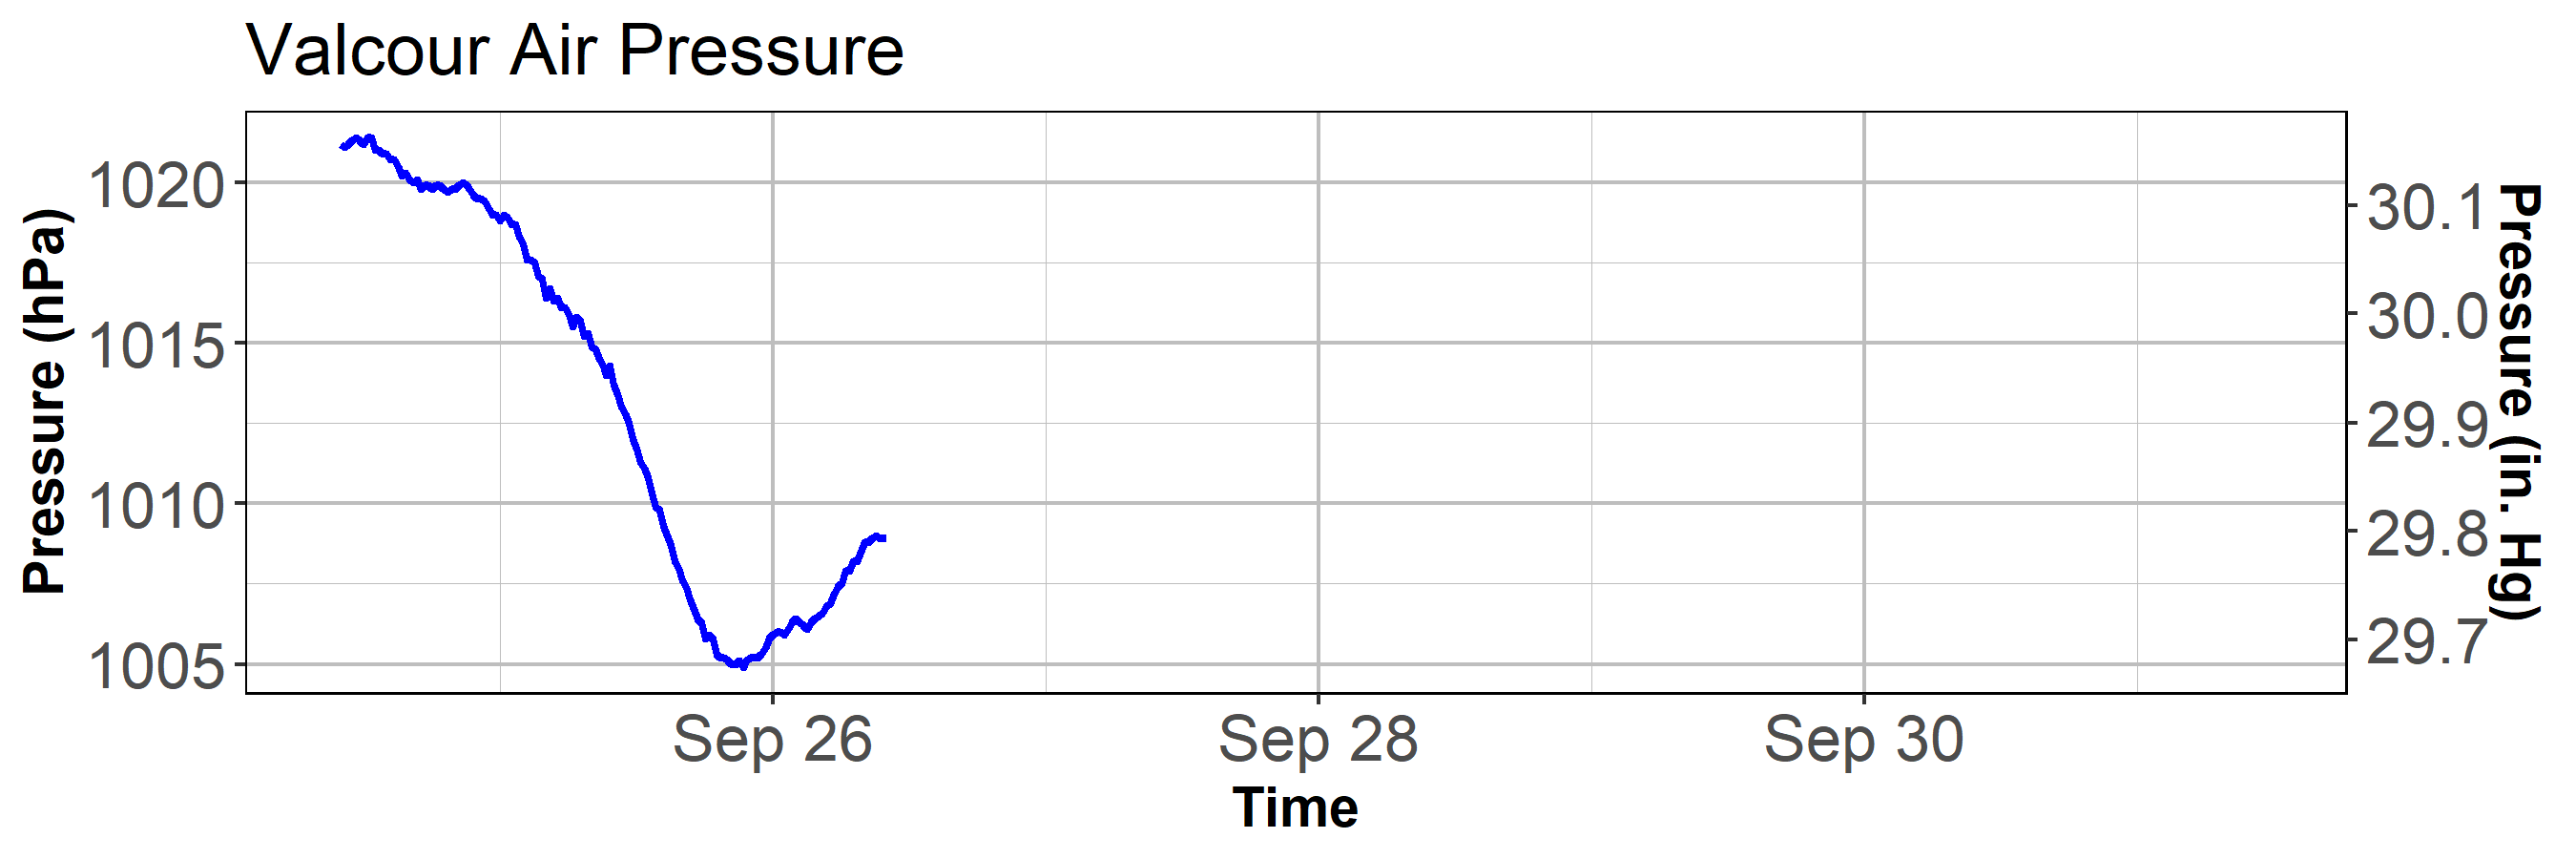 Valcour Air Pressure
Pressure (hPa)
1020
1015
1010
1005
30.1
30.0
29.9
29.8
29.7
Pressure (in. Hg)
Sep 26
Sep 28
Sep 30
Time